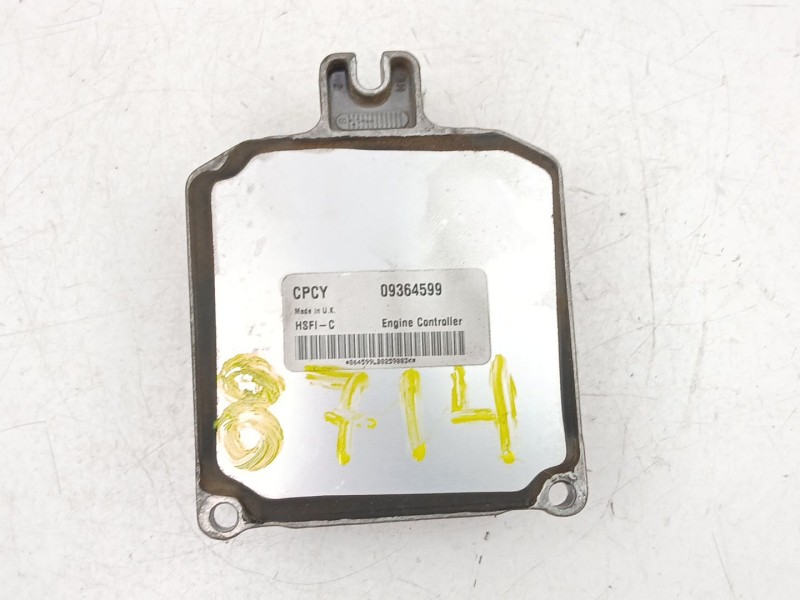 CPCY 09364599
Made in U.K.
HSFI-C Engine Controller
8714